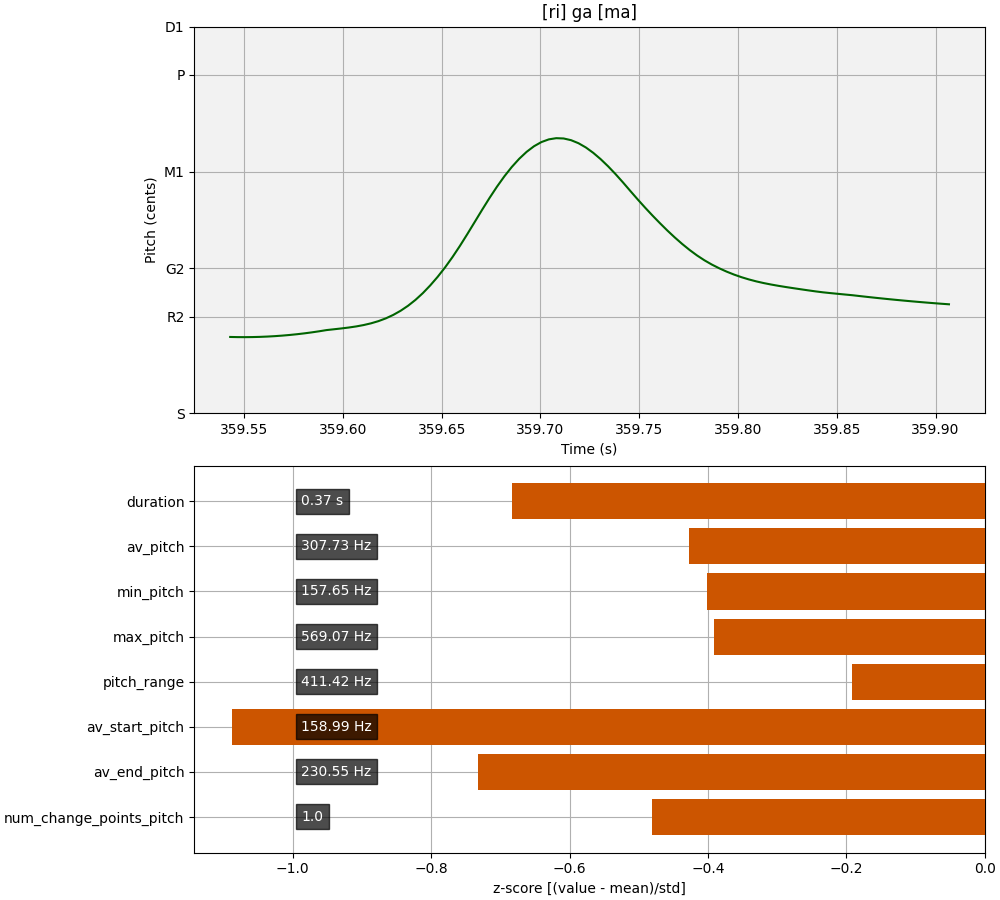 [ri] ga [ma]
D1
P
M1
G2
R2
S
Pitch (cents)
359.55 359.60 359.65 359.70 359.75 359.80 359.85 359.90
Time (s)
duration 0.37 s
av_pitch 307.73 Hz
min_pitch 157.65 Hz
max_pitch 569.07 Hz
pitch_range 411.42 Hz
av_start_pitch 158.99 Hz
av_end_pitch 230.55 Hz
num_change_points_pitch 1.0
−1.0 −0.8 −0.6 −0.4 −0.2 0.0
z-score [(value - mean)/std]